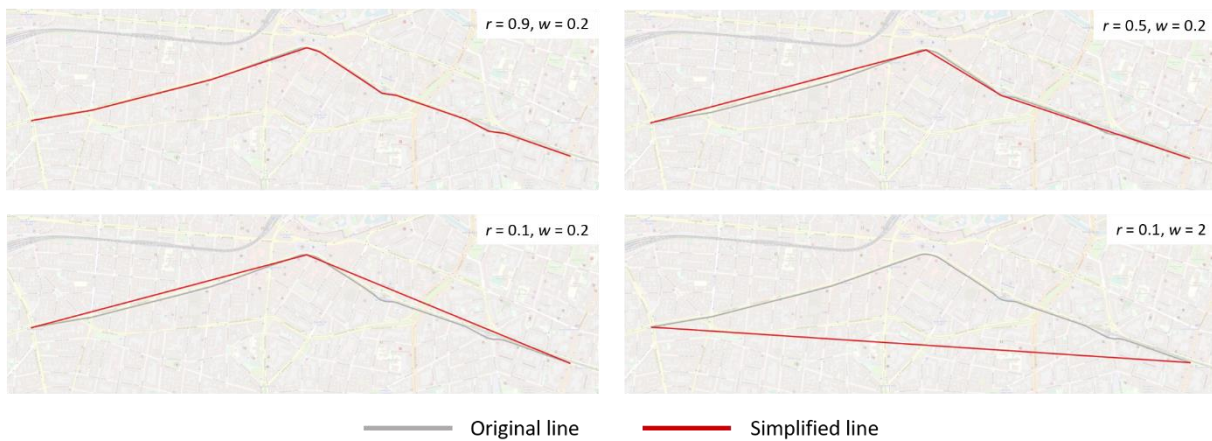 r = 0.9, w = 0.2
r = 0.5, w = 0.2
r = 0.1, w = 0.2
r = 0.1, w = 2
Original line
Simplified line